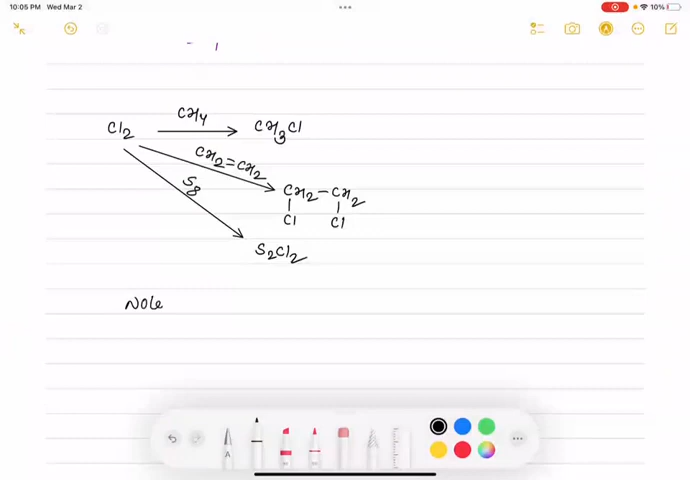 10:05 PM Wed Mar 2
10%
Cl2 CH4 CH3Cl
CH2=CH2
S8
CH2-CH2
Cl Cl
S2Cl2
Note
A